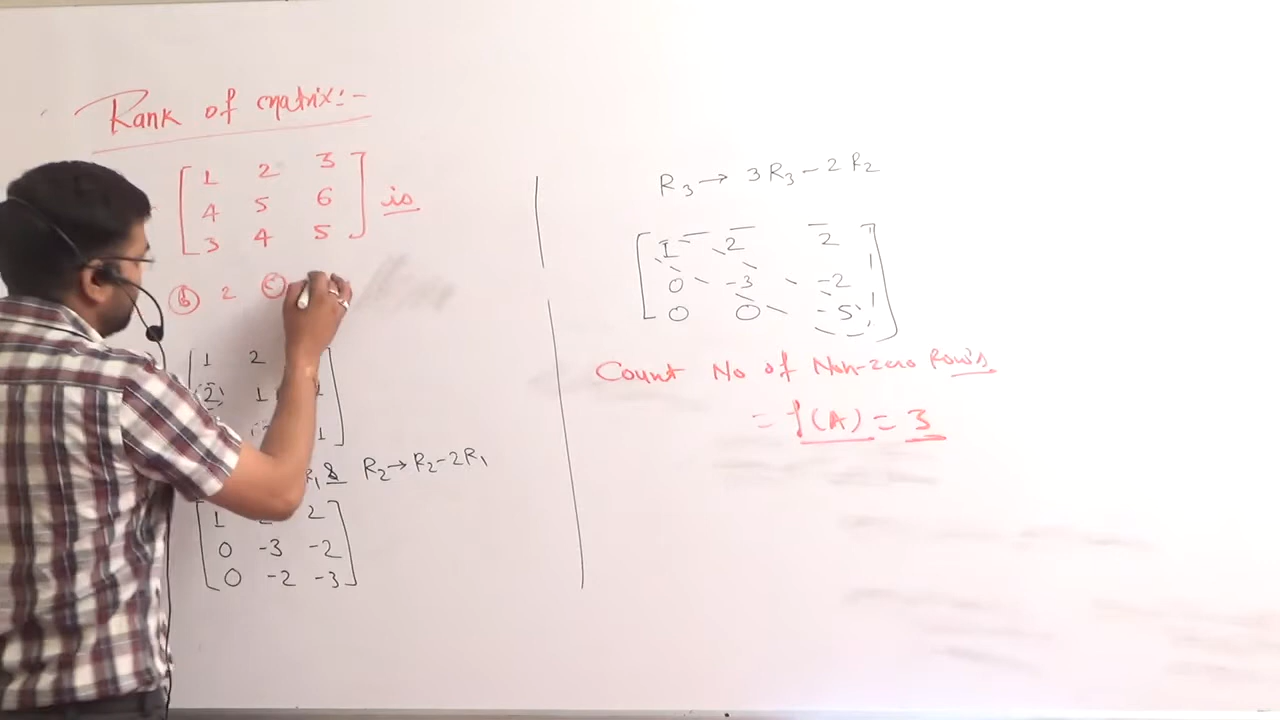 Rank of matrix:-
1 2 3
4 5 6 is
3 4 5
(b) 2 (c)
1 2
2 1 1
1
R1 & R2→R2-2R1
1 2 2
0 -3 -2
0 -2 -3
R3→ 3R3-2R2
1 2 2
0 -3 -2
0 0 -5
Count No of Non-zero Row's
= ρ(A) = 3